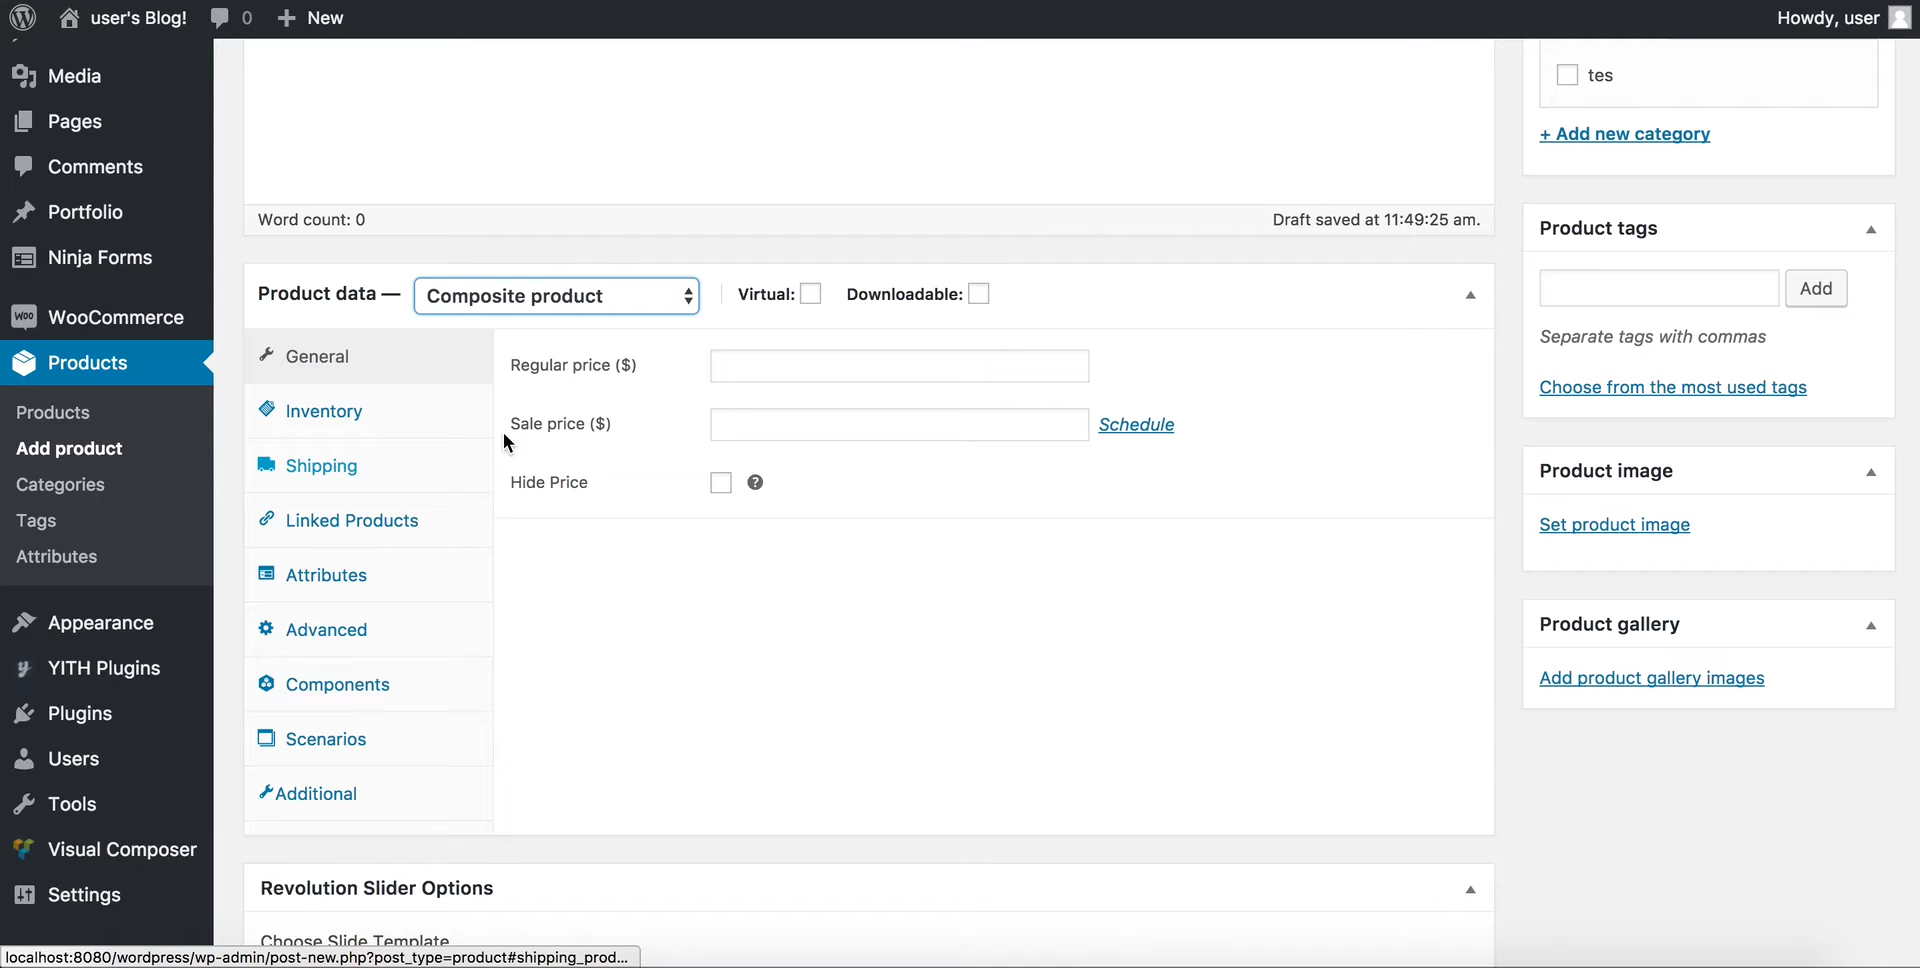 user's Blog!
0
New
Howdy, user
Media
Pages
Comments
Portfolio
Ninja Forms
Woo WooCommerce
Products
Products
Add product
Categories
Tags
Attributes
Appearance
YITH Plugins
Plugins
Users
Tools
Visual Composer
Settings
Word count: 0
Draft saved at 11:49:25 am.
Product data — Composite product
Virtual:
Downloadable:
General
Inventory
Shipping
Linked Products
Attributes
Advanced
Components
Scenarios
Additional
Regular price ($)
Sale price ($)
Schedule
Hide Price
?
Revolution Slider Options
Choose Slide Template
tes
+ Add new category
Product tags
Add
Separate tags with commas
Choose from the most used tags
Product image
Set product image
Product gallery
Add product gallery images
localhost:8080/wordpress/wp-admin/post-new.php?post_type=product#shipping_prod...